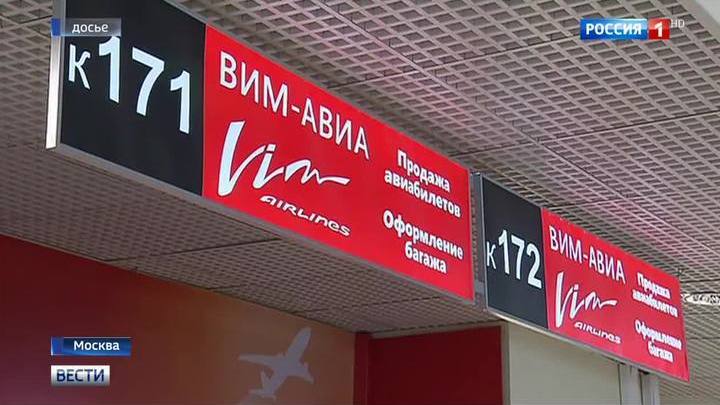 досье
РОССИЯ 1 HD
к171
ВИМ-АВИА
Vim
AIRLINES
Продажа
авиабилетов
Оформление
багажа
к172
ВИМ-АВИА
Vim
AIRLINES
Продажа
авиабилетов
Оформление
багажа
Москва
ВЕСТИ